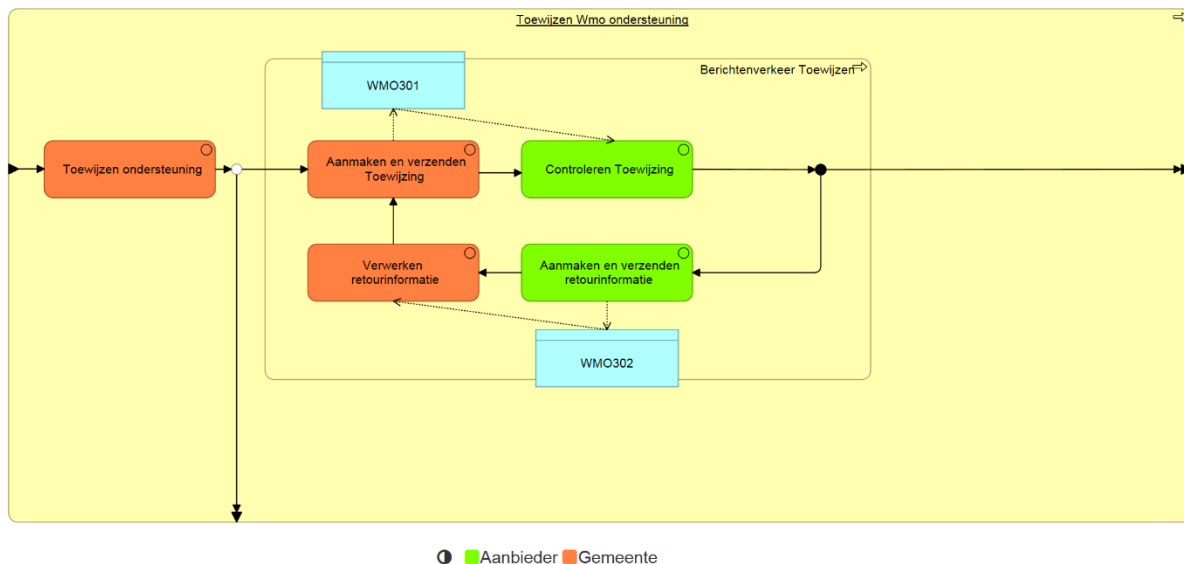 Toewijzen Wmo ondersteuning
Berichtenverkeer Toewijzen
WMO301
Toewijzen ondersteuning
Aanmaken en verzenden
Toewijzing
Controleren Toewijzing
Verwerken
retourinformatie
Aanmaken en verzenden
retourinformatie
WMO302
Aanbieder
Gemeente